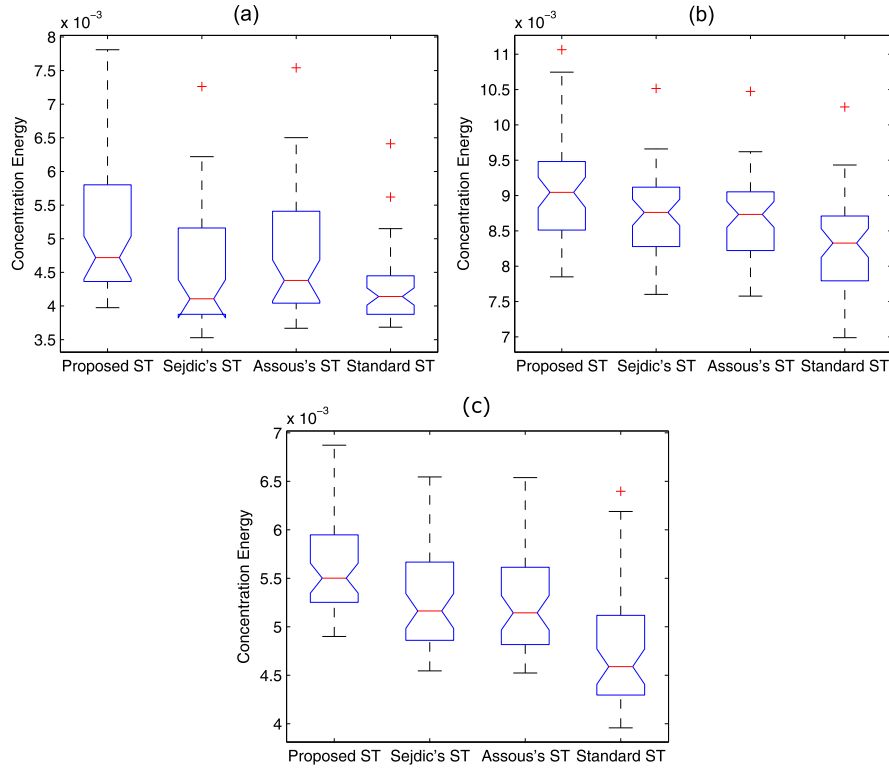 (a)
x 10⁻³
8
7.5
7
6.5
6
5.5
5
4.5
4
3.5
Concentration Energy
Proposed ST Sejdic's ST Assous's ST Standard ST
(b)
x 10⁻³
11
10.5
10
9.5
9
8.5
8
7.5
7
Concentration Energy
Proposed ST Sejdic's ST Assous's ST Standard ST
(c)
x 10⁻³
7
6.5
6
5.5
5
4.5
4
Concentration Energy
Proposed ST Sejdic's ST Assous's ST Standard ST